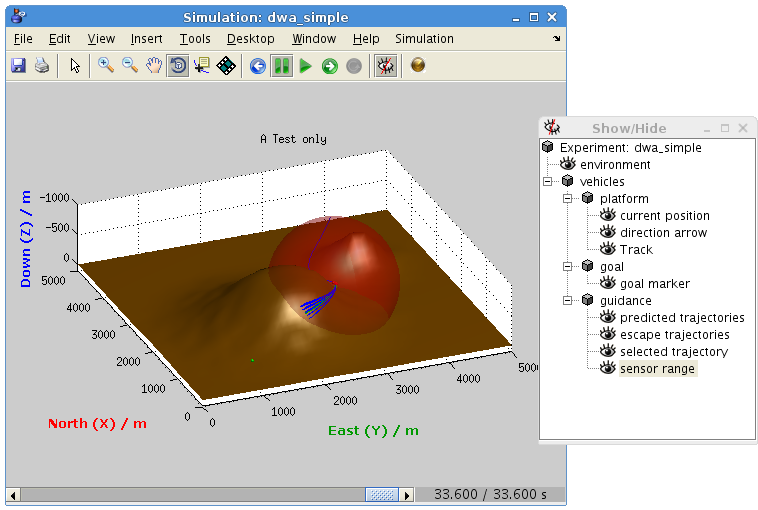 Simulation: dwa_simple
File Edit View Insert Tools Desktop Window Help Simulation
A Test only
Down (Z) / m
-1000
-500
0
5000
4000
3000
2000
1000
0
North (X) / m
0
1000
2000
3000
4000
5000
East (Y) / m
33.600 / 33.600 s
Show/Hide
Experiment: dwa_simple
environment
vehicles
platform
current position
direction arrow
Track
goal
goal marker
guidance
predicted trajectories
escape trajectories
selected trajectory
sensor range